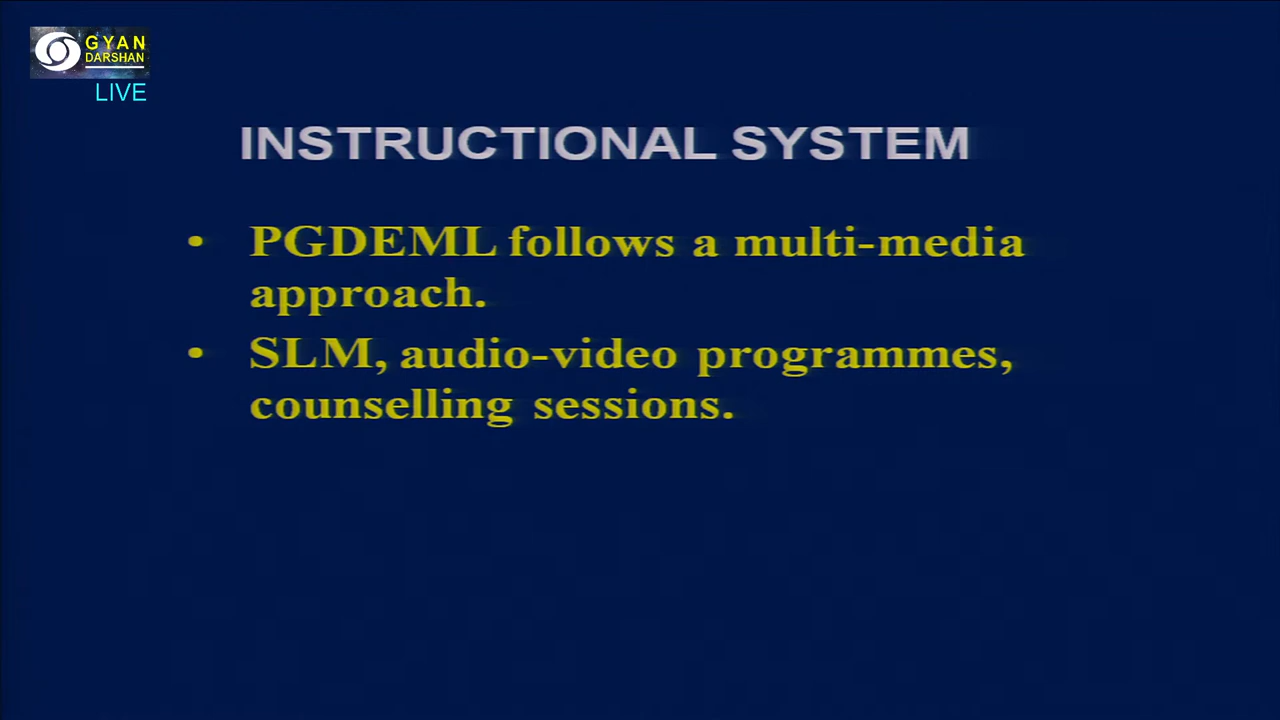 GYAN
DARSHAN
LIVE
INSTRUCTIONAL SYSTEM
• PGDEML follows a multi-media
approach.
• SLM, audio-video programmes,
counselling sessions.